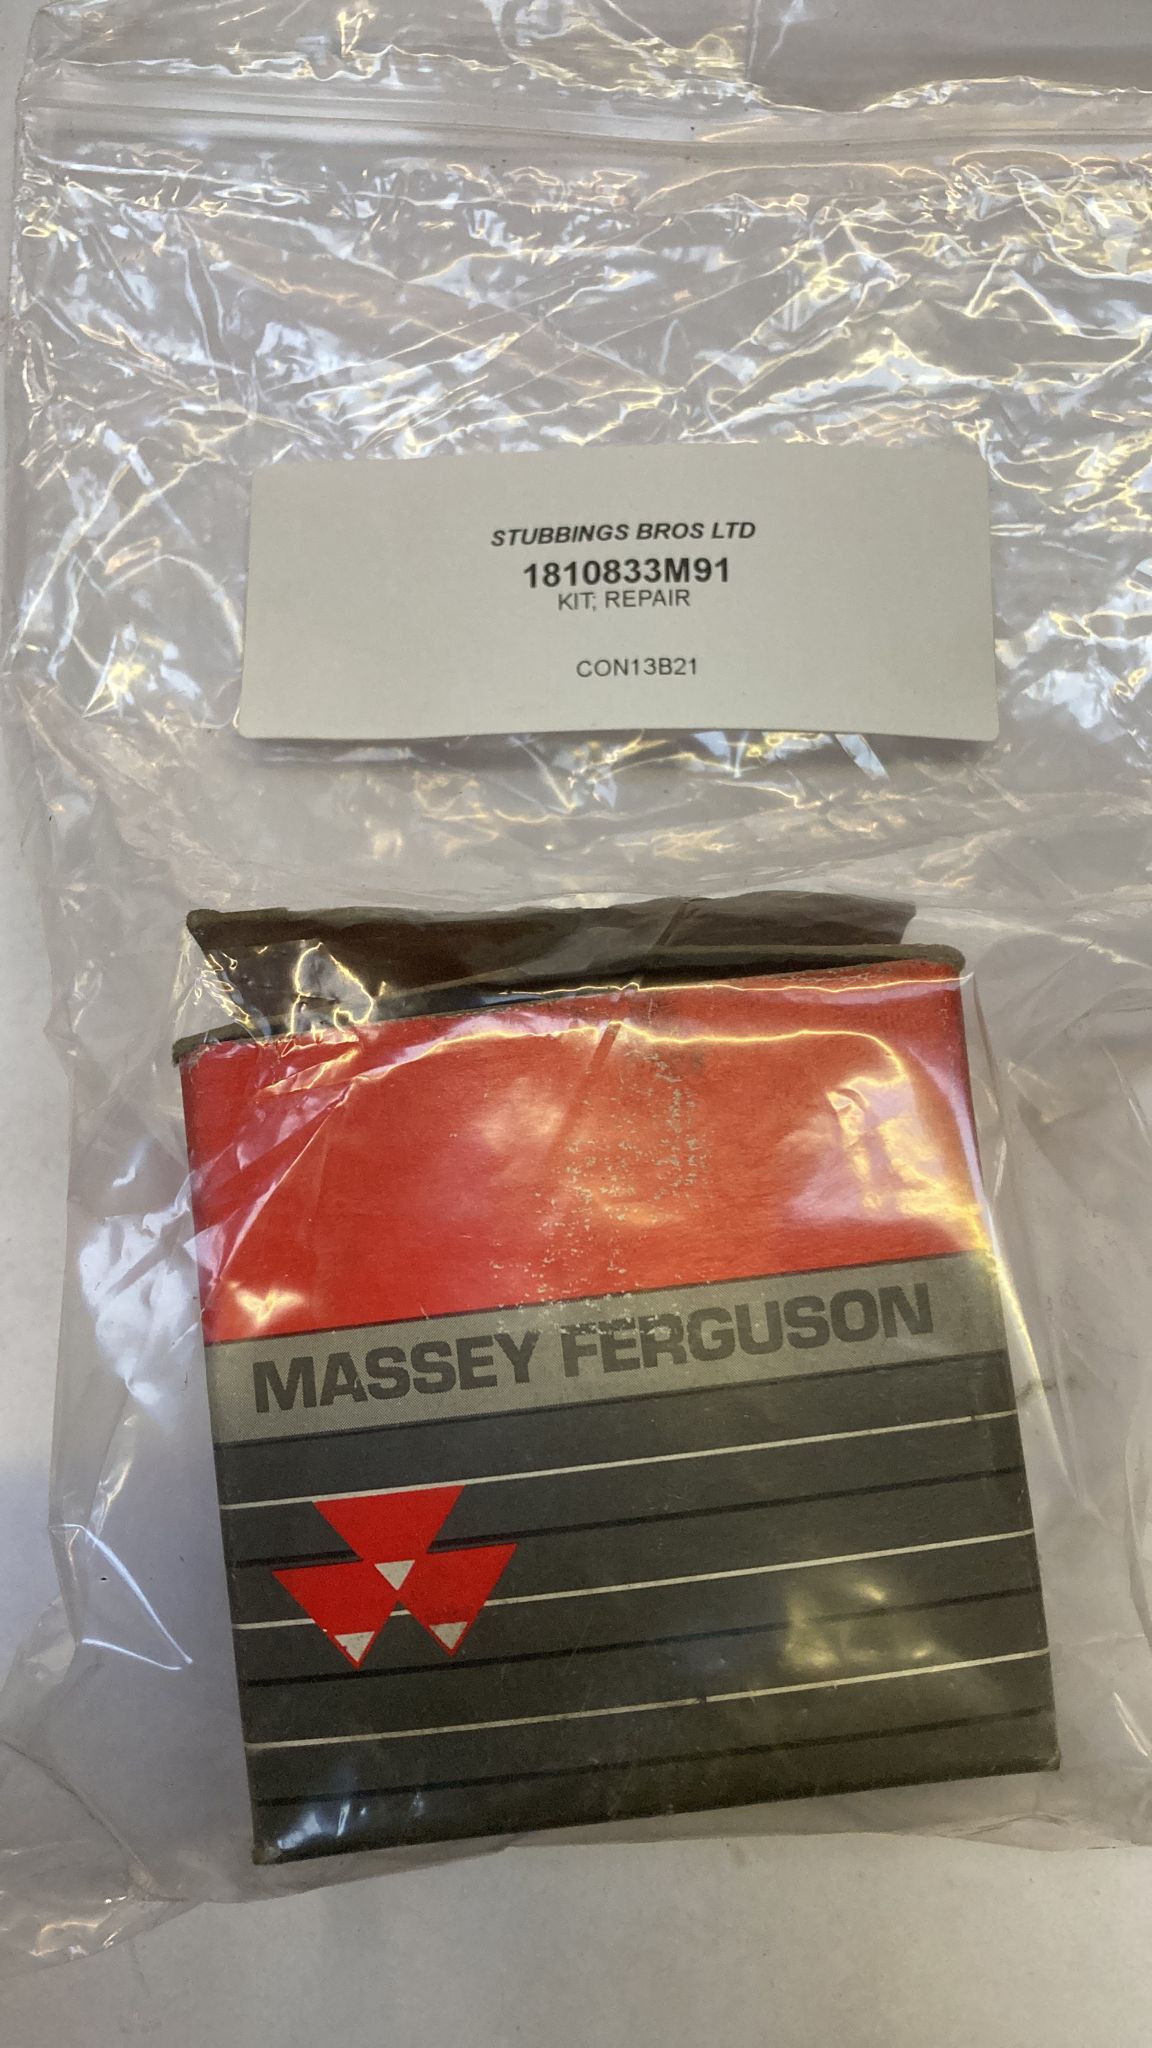 STUBBINGS BROS LTD
1810833M91
KIT; REPAIR
CON13B21
MASSEY FERGUSON